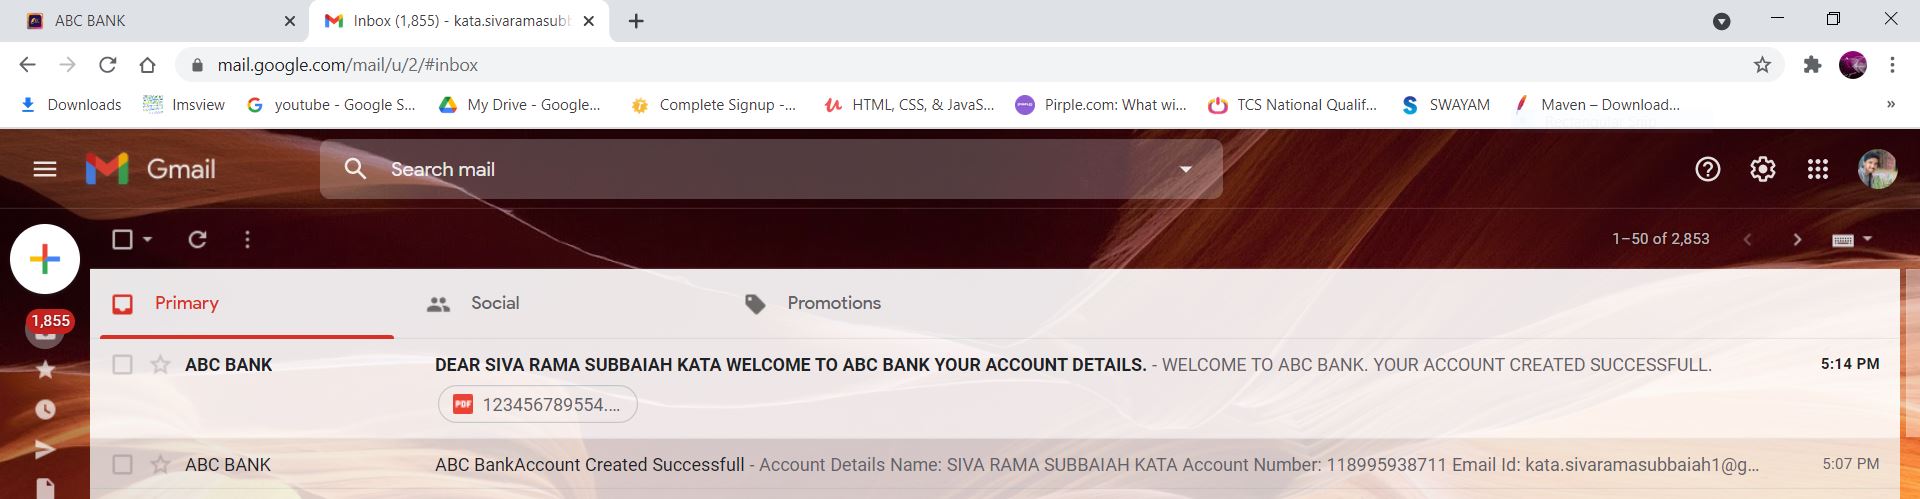 ABC BANK
Inbox (1,855) - kata.sivaramasubb
mail.google.com/mail/u/2/#inbox
Downloads Imsview youtube - Google S... My Drive - Google... Complete Signup -... HTML, CSS, & JavaS... Pirple.com: What wi... TCS National Qualif... SWAYAM Maven – Download... »
Rectangular Snip
Gmail Search mail
1–50 of 2,853
Primary Social Promotions
1,855
ABC BANK DEAR SIVA RAMA SUBBAIAH KATA WELCOME TO ABC BANK YOUR ACCOUNT DETAILS. - WELCOME TO ABC BANK. YOUR ACCOUNT CREATED SUCCESSFULL. 5:14 PM
PDF 123456789554....
ABC BANK ABC BankAccount Created Successfull - Account Details Name: SIVA RAMA SUBBAIAH KATA Account Number: 118995938711 Email Id: kata.sivaramasubbaiah1@g... 5:07 PM